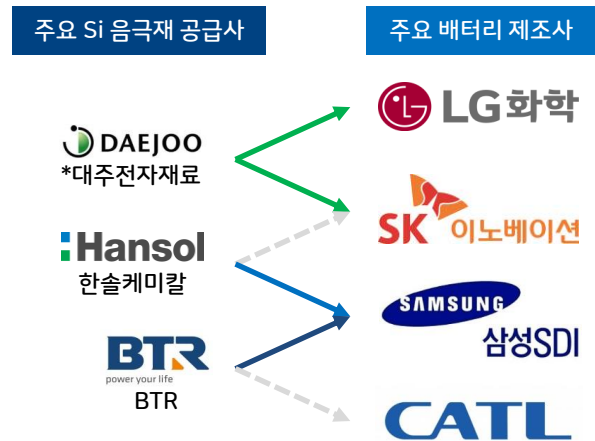 주요 Si 음극재 공급사
주요 배터리 제조사
DAEJOO
*대주전자재료
Hansol
한솔케미칼
BTR
power your life
BTR
LG화학
SK 이노베이션
SAMSUNG
삼성SDI
CATL